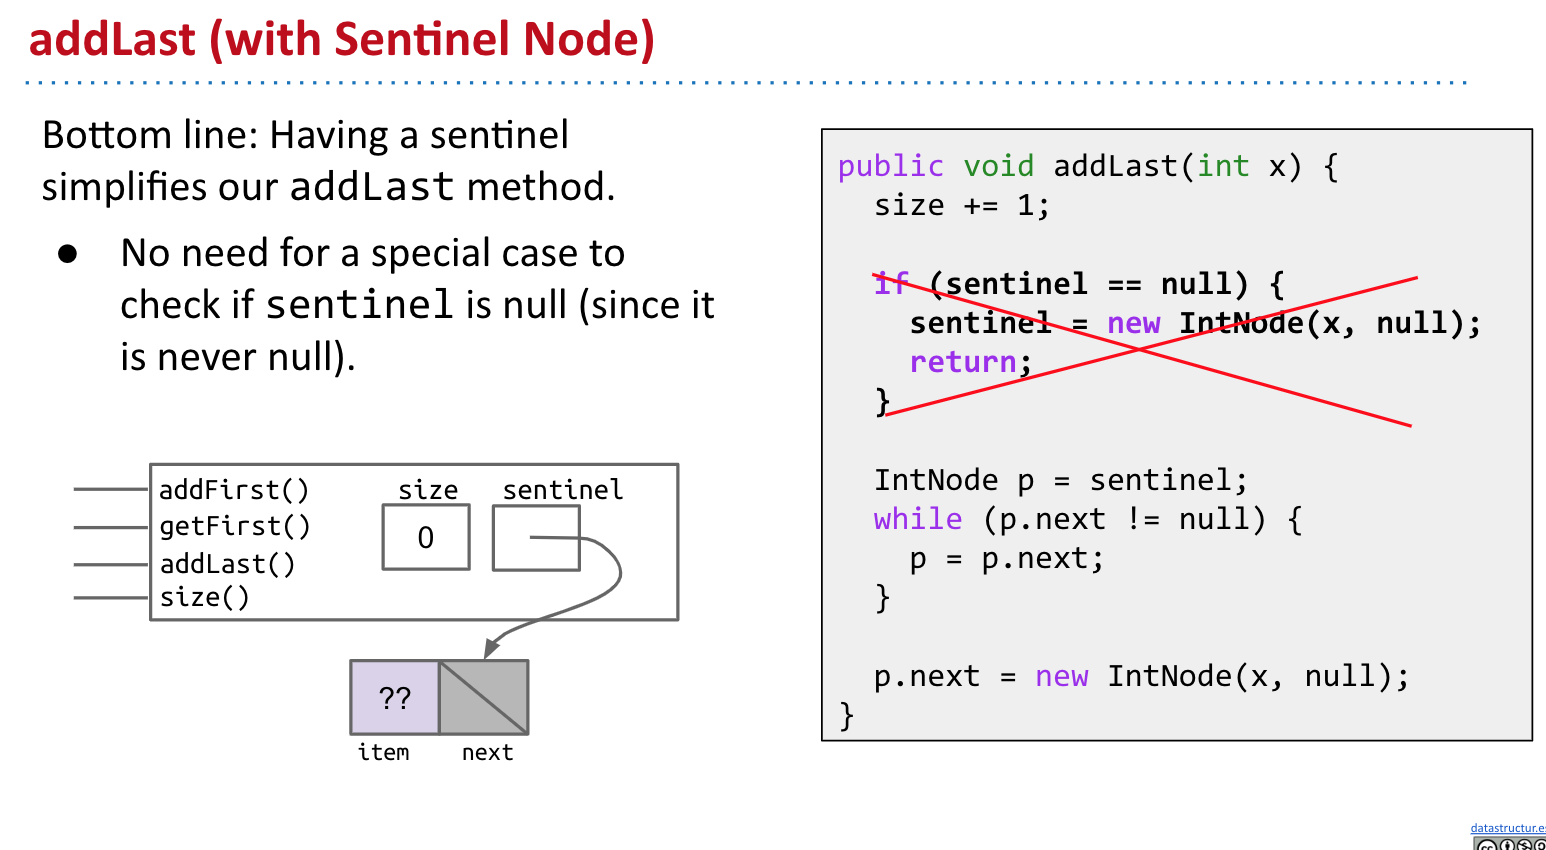 addLast (with Sentinel Node)
Bottom line: Having a sentinel
simplifies our addLast method.
● No need for a special case to
check if sentinel is null (since it
is never null).
addFirst()
getFirst()
addLast()
size()
size
0
sentinel
??
item
next
public void addLast(int x) {
  size += 1;
  if (sentinel == null) {
    sentinel = new IntNode(x, null);
    return;
  }
  IntNode p = sentinel;
  while (p.next != null) {
    p = p.next;
  }
  p.next = new IntNode(x, null);
}